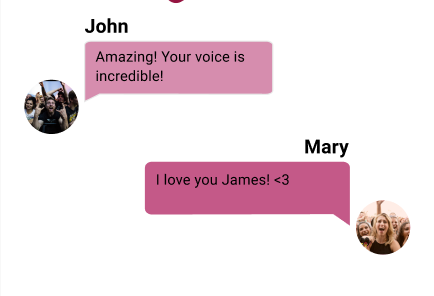 John
Amazing! Your voice is
incredible!
Mary
I love you James! <3